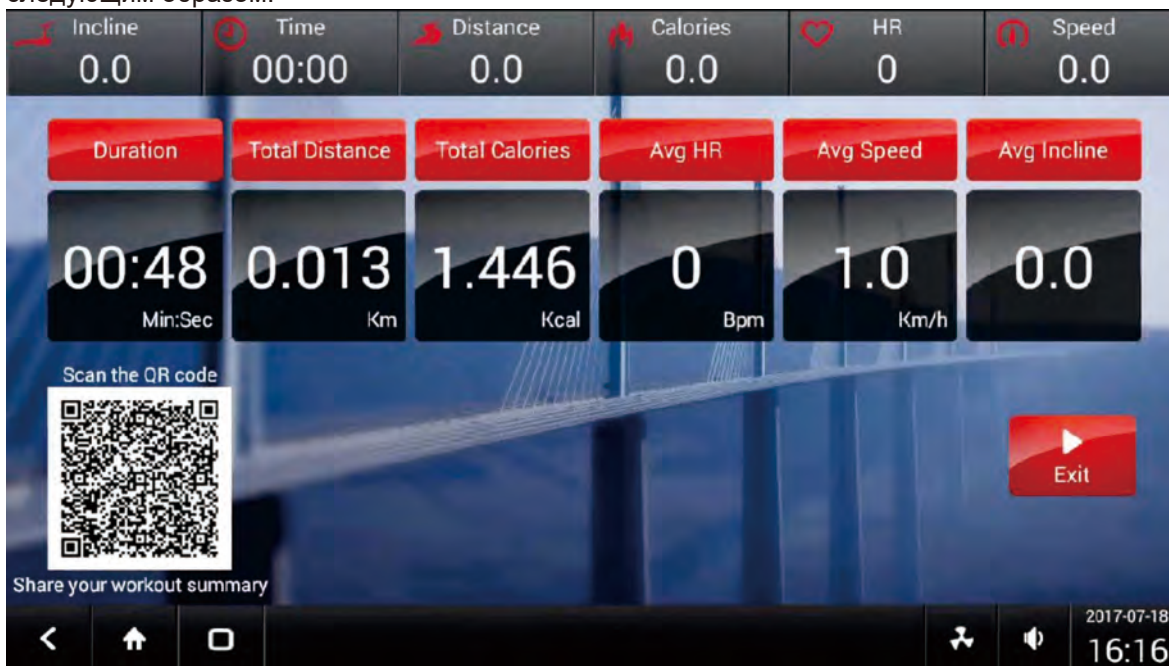 следующим образом:
Incline Time Distance Calories HR Speed
0.0 00:00 0.0 0.0 0 0.0
Duration Total Distance Total Calories Avg HR Avg Speed Avg Incline
00:48 0.013 1.446 0 1.0 0.0
Min:Sec Km Kcal Bpm Km/h
Scan the QR code
Exit
Share your workout summary
2017-07-18
16:16